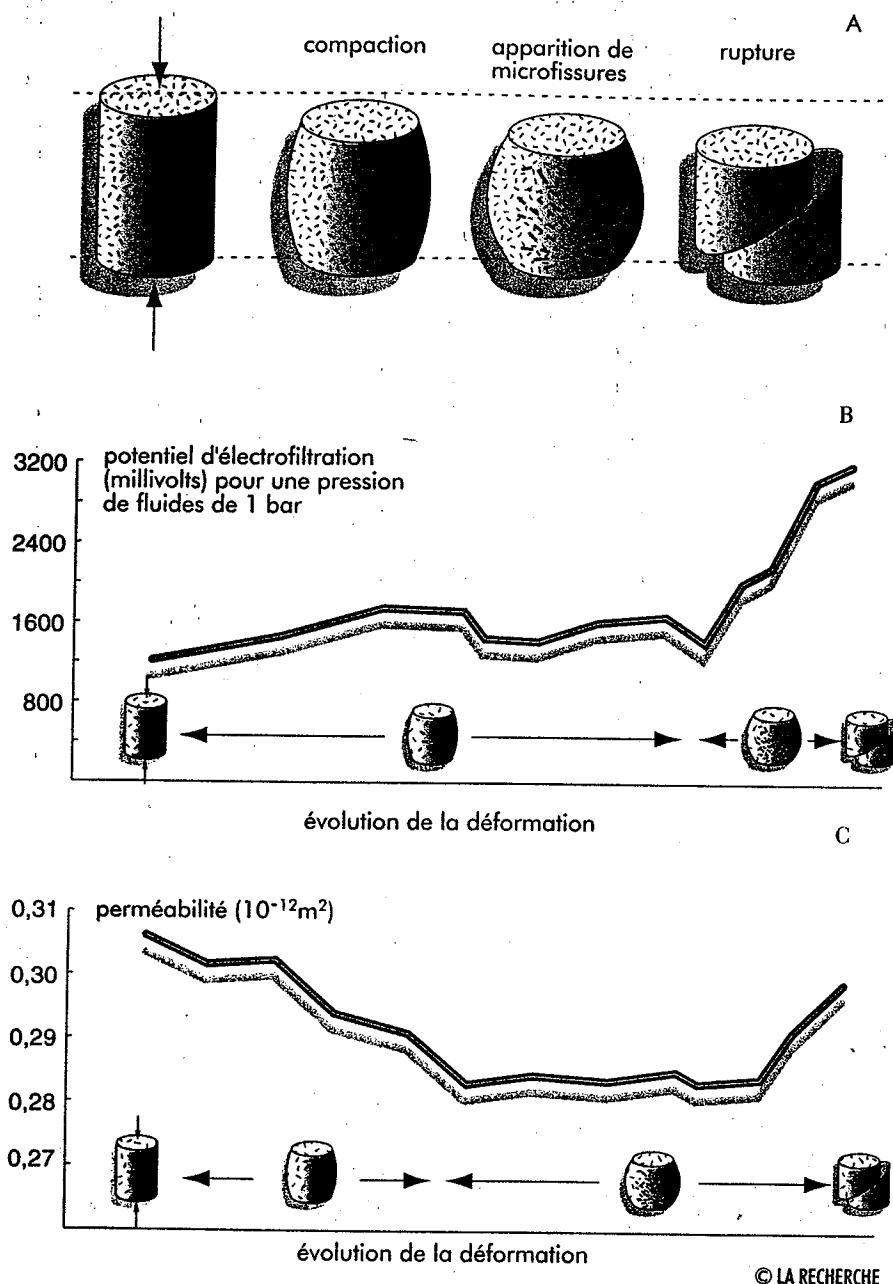 A
compaction
apparition de
microfissures
rupture
B
3200
potentiel d'électrofiltration
(millivolts) pour une pression
de fluides de 1 bar
2400
1600
800
évolution de la déformation
C
0,31
perméabilité (10⁻¹²m²)
0,30
0,29
0,28
0,27
évolution de la déformation
© LA RECHERCHE